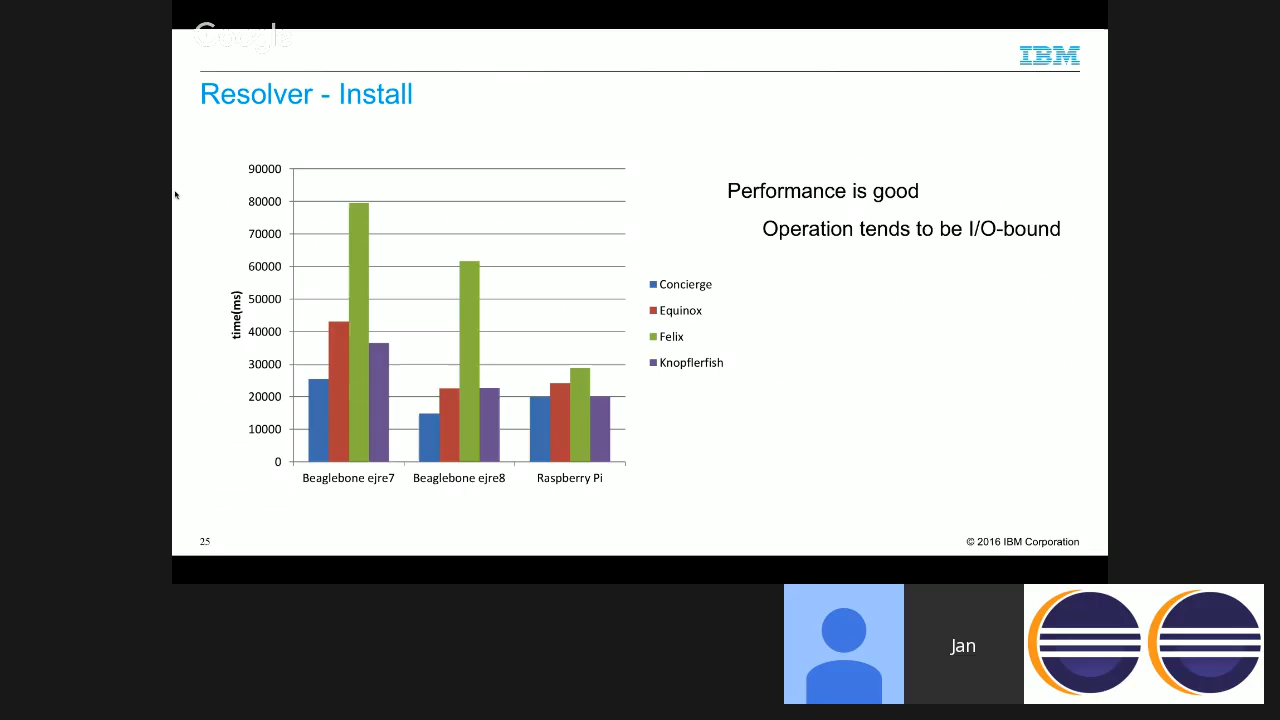 Google
IBM
Resolver - Install
90000
80000
70000
60000
50000
40000
30000
20000
10000
0
time(ms)
Beaglebone ejre7
Beaglebone ejre8
Raspberry Pi
Concierge
Equinox
Felix
Knopflerfish
Performance is good
Operation tends to be I/O-bound
25
© 2016 IBM Corporation
Jan